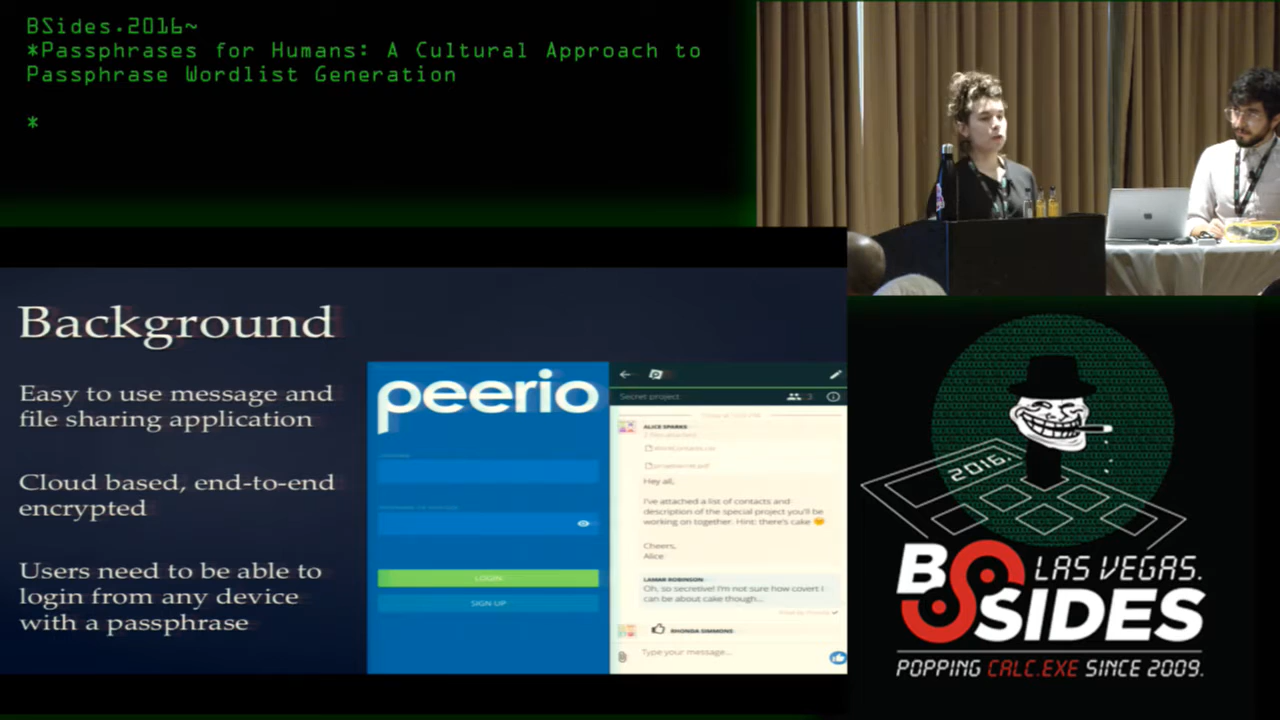 BSides.2016~
*Passphrases for Humans: A Cultural Approach to
Passphrase Wordlist Generation
*
Background
Easy to use message and
file sharing application
Cloud based, end-to-end
encrypted
Users need to be able to
login from any device
with a passphrase
peerio
LOGIN
SIGN UP
Secret project
3
ALICE SPARKS
Hey all,
I've attached a list of contacts and
description of the special project you'll be
working on together. Hint: there's cake
Cheers,
Alice
LAMAR ROBINSON
Oh, so secretive! I'm not sure how covert I
can be about cake though...
RHONDA SIMMONS
Type your message...
2016.
BSIDES
LAS VEGAS.
POPPING CALC.EXE SINCE 2009.